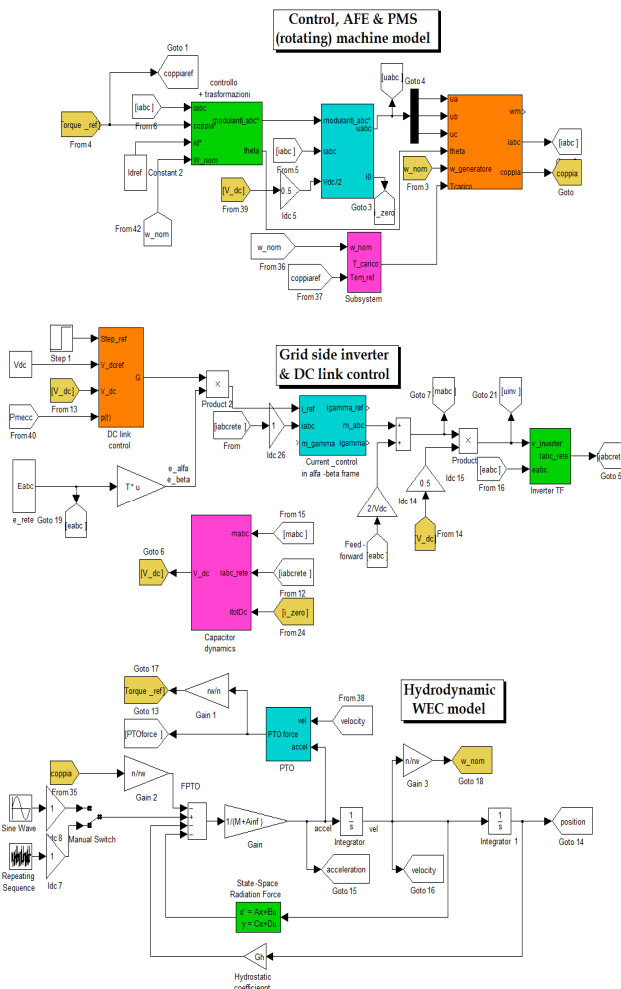 Control, AFE & PMS
(rotating) machine model
Goto 1
coppiaref
[uabc ]
Goto 4
controllo
+ trasformazioni
[iabc ]
From 6
Torque _ref]
From 4
iabc
coppia*
id*
W_nom
modulanti_abc*
theta
Idref
Constant 2
From 42
w_nom
[iabc ]
From 5
[V_dc]
From 39
0.5
Idc 5
modulanti_abc*
uabc
iabc
Vdc/2
i0
Goto 3
i_zero]
ua
ub
uc
theta
w_generatore
Tcarico
wm
iabc
coppia
w_nom
From 3
[iabc ]
coppia
Goto
w_nom
From 36
coppiaref
From 37
w_nom
T_carico
Tem_ref
Subsystem
Grid side inverter
& DC link control
Step 1
Vdc
[V_dc]
From 13
Pmecc
From 40
Step_ref
V_dcref
V_dc
p(t)
G
DC link
control
×
Product 2
Eabc
e_rete
Goto 19
[eabc ]
T* u
e_alfa
e_beta
[iabcrete ]
From
1
Idc 26
i_ref
iabc
m_gamma
igamma_ref
m_abc
igamma
Current _control
in alfa -beta frame
+
+
2/Vdc
Feed -
forward
[eabc ]
Goto 7
[mabc ]
0.5
Idc 14
Idc 15
[V_dc]
From 14
×
Product
Goto 21
[uinv ]
[eabc ]
From 16
v_inverter
iabc_rete
eabc
Inverter TF
[iabcrete
Goto 5
Goto 6
[V_dc]
mabc
V_dc
iabc_rete
itotDc
Capacitor
dynamics
From 15
[mabc ]
[iabcrete ]
From 12
[i_zero ]
From 24
Hydrodynamic
WEC model
Goto 17
Torque _ref]
Goto 13
[PTOforce ]
rw/n
Gain 1
vel
PTO force
accel
PTO
From 38
velocity
n/rw
Gain 3
w_nom
Goto 18
coppia
From 35
n/rw
Gain 2
FPTO
Sine Wave
1
Idc 8
Manual Switch
Repeating
Sequence
1
Idc 7
−
+
−
−
1/(M+Ainf )
Gain
accel
1
s
Integrator
vel
1
s
Integrator 1
position
Goto 14
acceleration
Goto 15
velocity
Goto 16
State-Space
Radiation Force
x' = Ax+Bu
y = Cx+Du
Gh
Hydrostatic